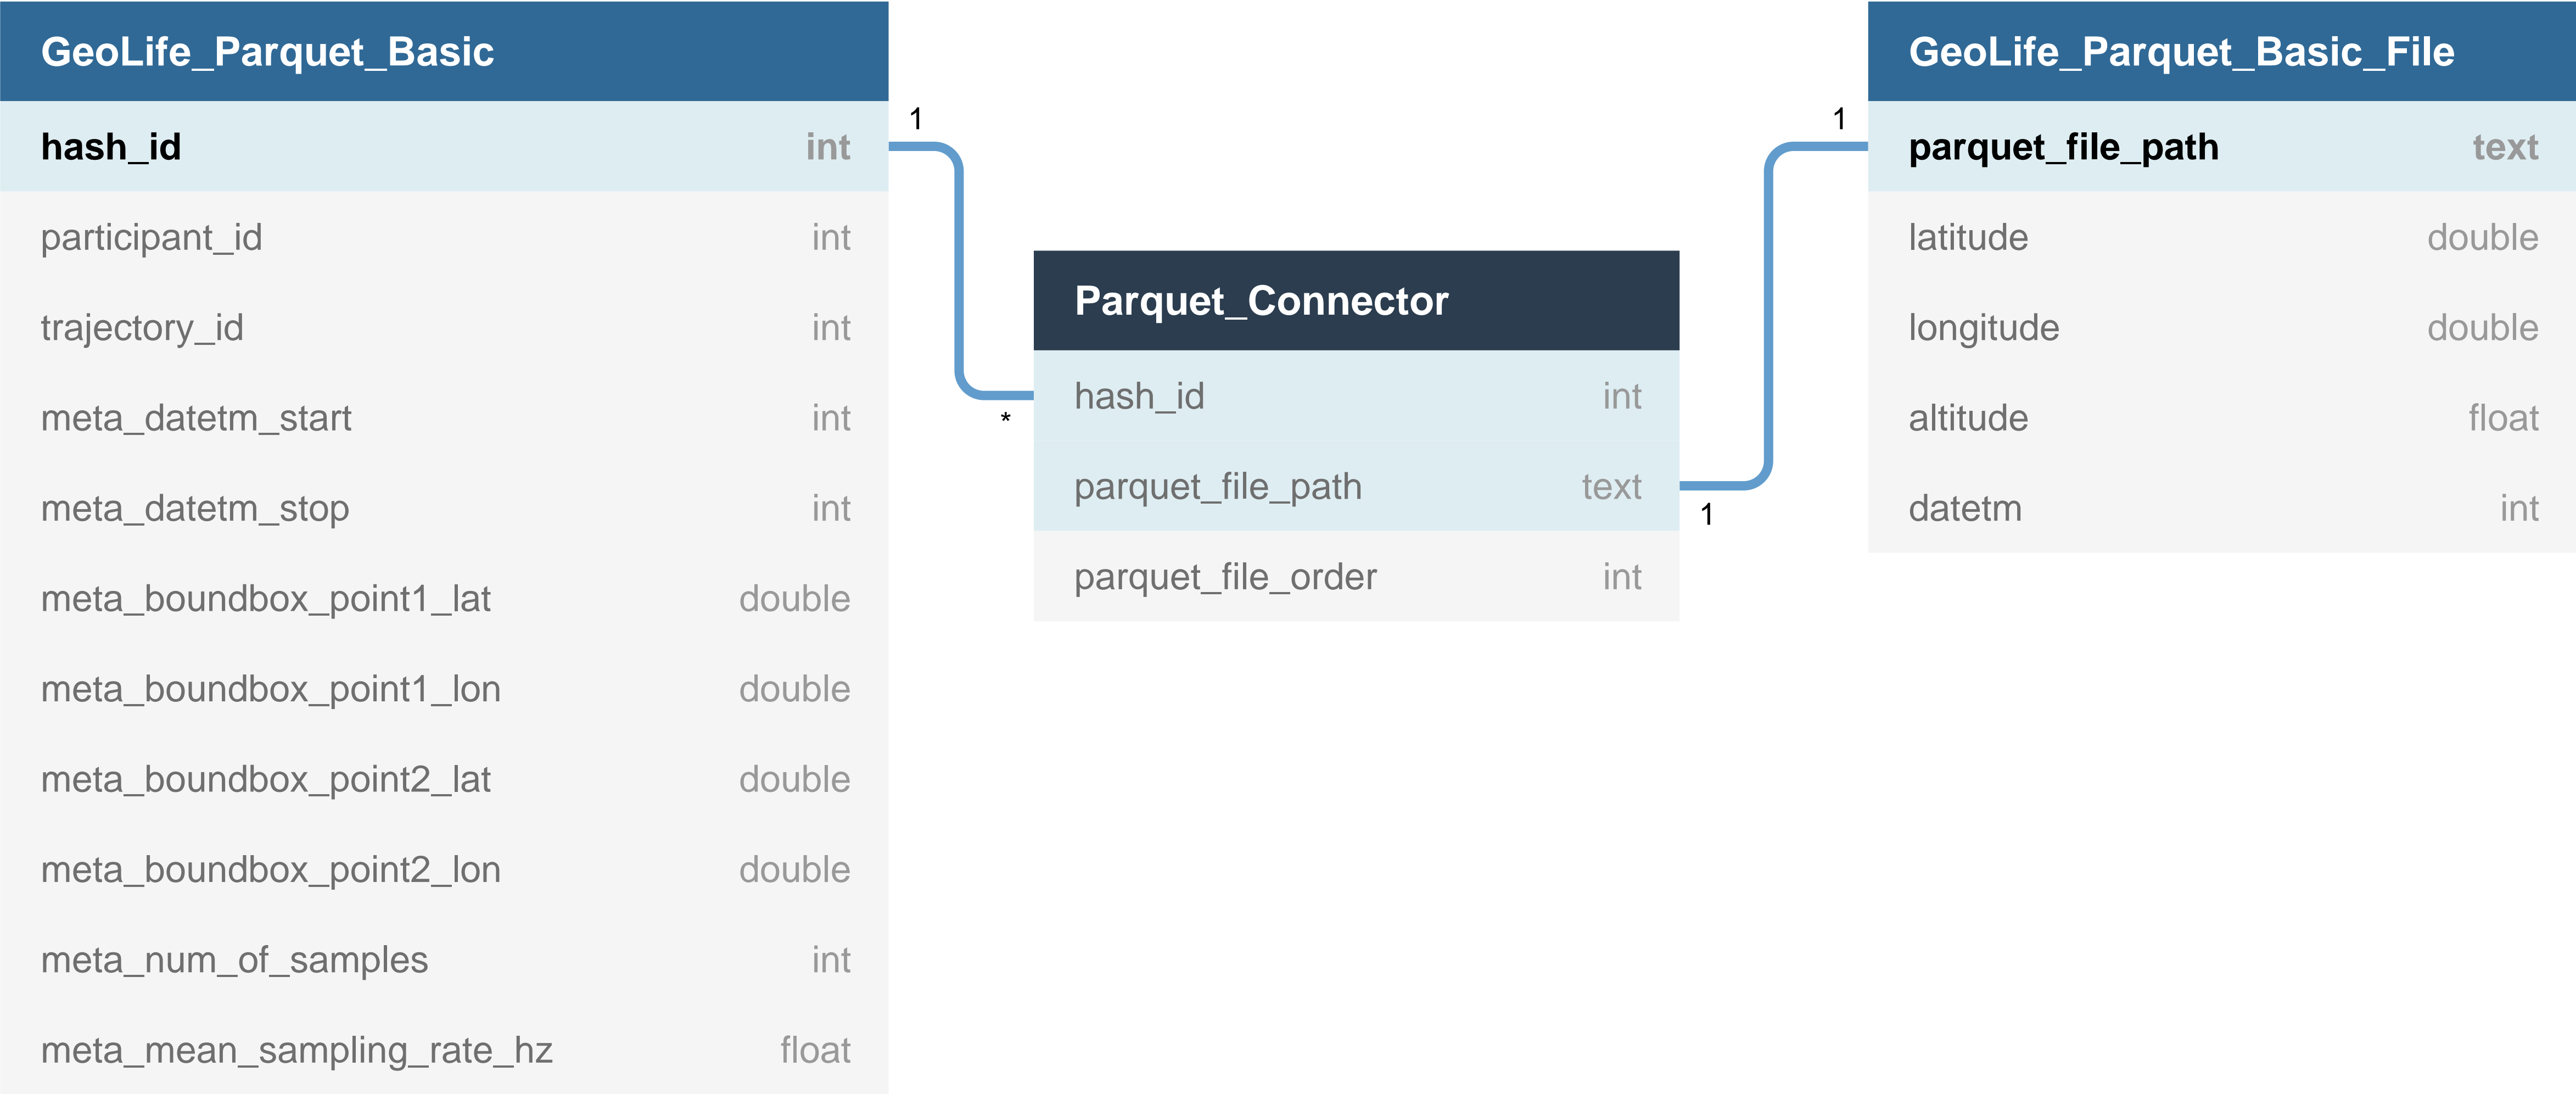 GeoLife_Parquet_Basic
hash_id int
participant_id int
trajectory_id int
meta_datetm_start int
meta_datetm_stop int
meta_boundbox_point1_lat double
meta_boundbox_point1_lon double
meta_boundbox_point2_lat double
meta_boundbox_point2_lon double
meta_num_of_samples int
meta_mean_sampling_rate_hz float
1
*
Parquet_Connector
hash_id int
parquet_file_path text
parquet_file_order int
1
1
GeoLife_Parquet_Basic_File
parquet_file_path text
latitude double
longitude double
altitude float
datetm int